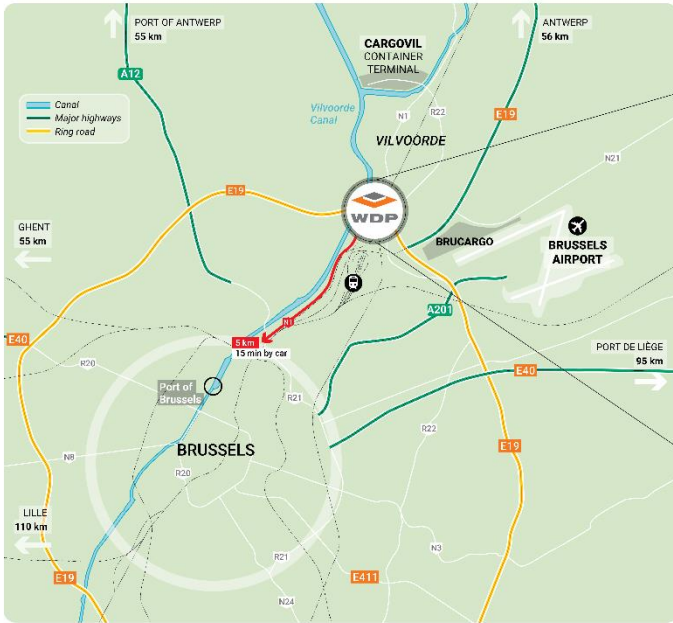 PORT OF ANTWERP
55 km
ANTWERP
56 km
CARGOVIL
CONTAINER
TERMINAL
A12
Canal
Major highways
Ring road
Vilvoorde
Canal
N1
R22
E19
VILVOORDE
N21
E19
WDP
GHENT
55 km
BRUCARGO
BRUSSELS
AIRPORT
A201
N1
E40
5 km
15 min by car
PORT DE LIÈGE
95 km
R20
E40
Port of
Brussels
R21
R22
N8
BRUSSELS
E19
R20
LILLE
110 km
N3
R21
E19
E411
N24